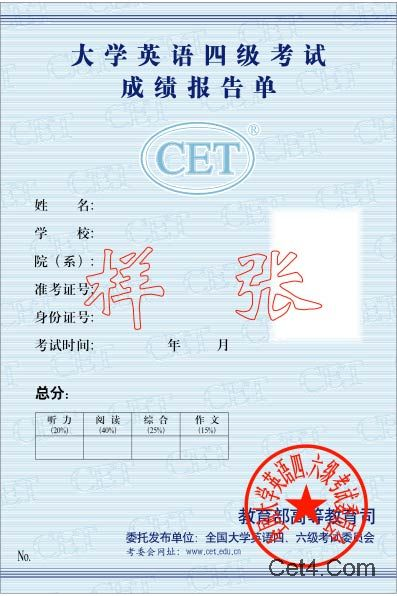 大学英语四级考试
成绩报告单
CET®
姓 名:
学 校:
院（系）:
准考证号:
身份证号:
考试时间: 年 月
样 张
总分:
听 力 阅 读 综 合 作 文
(20%) (40%) (25%) (15%)
全国大学英语四、六级考试委员会
教育部高等教育司
委托发布单位: 全国大学英语四、六级考试委员会
考委会网址: www.cet.edu.cn
No.
Cet4.Com